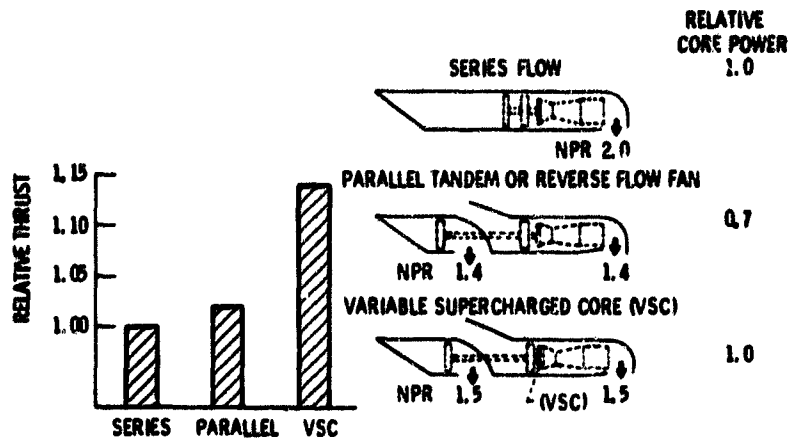 RELATIVE
CORE POWER
SERIES FLOW
1.0
NPR 2.0
RELATIVE THRUST
1.15
1.10
1.05
1.00
SERIES
PARALLEL
VSC
PARALLEL TANDEM OR REVERSE FLOW FAN
0.7
NPR 1.4 1.4
VARIABLE SUPERCHARGED CORE (VSC)
1.0
NPR 1.5 (VSC) 1.5